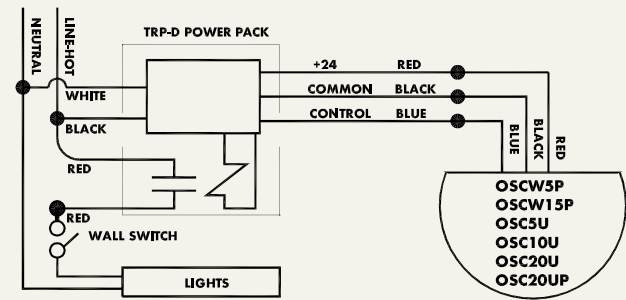 NEUTRAL
LINE-HOT
TRP-D POWER PACK
WHITE
BLACK
RED
RED
WALL SWITCH
LIGHTS
+24 RED
COMMON BLACK
CONTROL BLUE
BLUE
BLACK
RED
OSCW5P
OSCW15P
OSC5U
OSC10U
OSC20U
OSC20UP